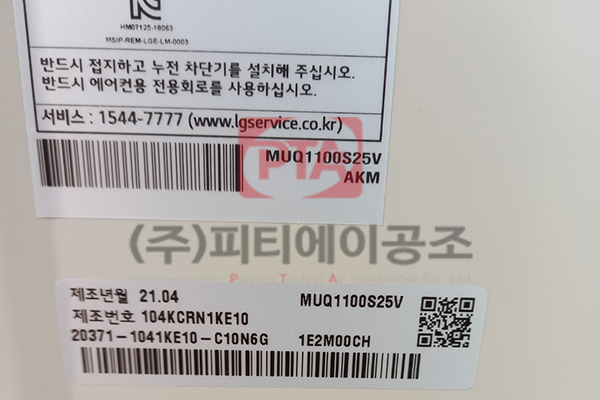 HM07125-18063
MSIP-REM-LGE-LM-0003
반드시 접지하고 누전 차단기를 설치해 주십시오.
반드시 에어컨용 전용회로를 사용하십시오.
서비스 : 1544-7777 (www.lgservice.co.kr)
MUQ1100S25V
AKM
PTA
(주)피티에이공조
제조년월 21.04 MUQ1100S25V
제조번호 104KCRN1KE10
20371-1041KE10-C10N6G 1E2M00CH